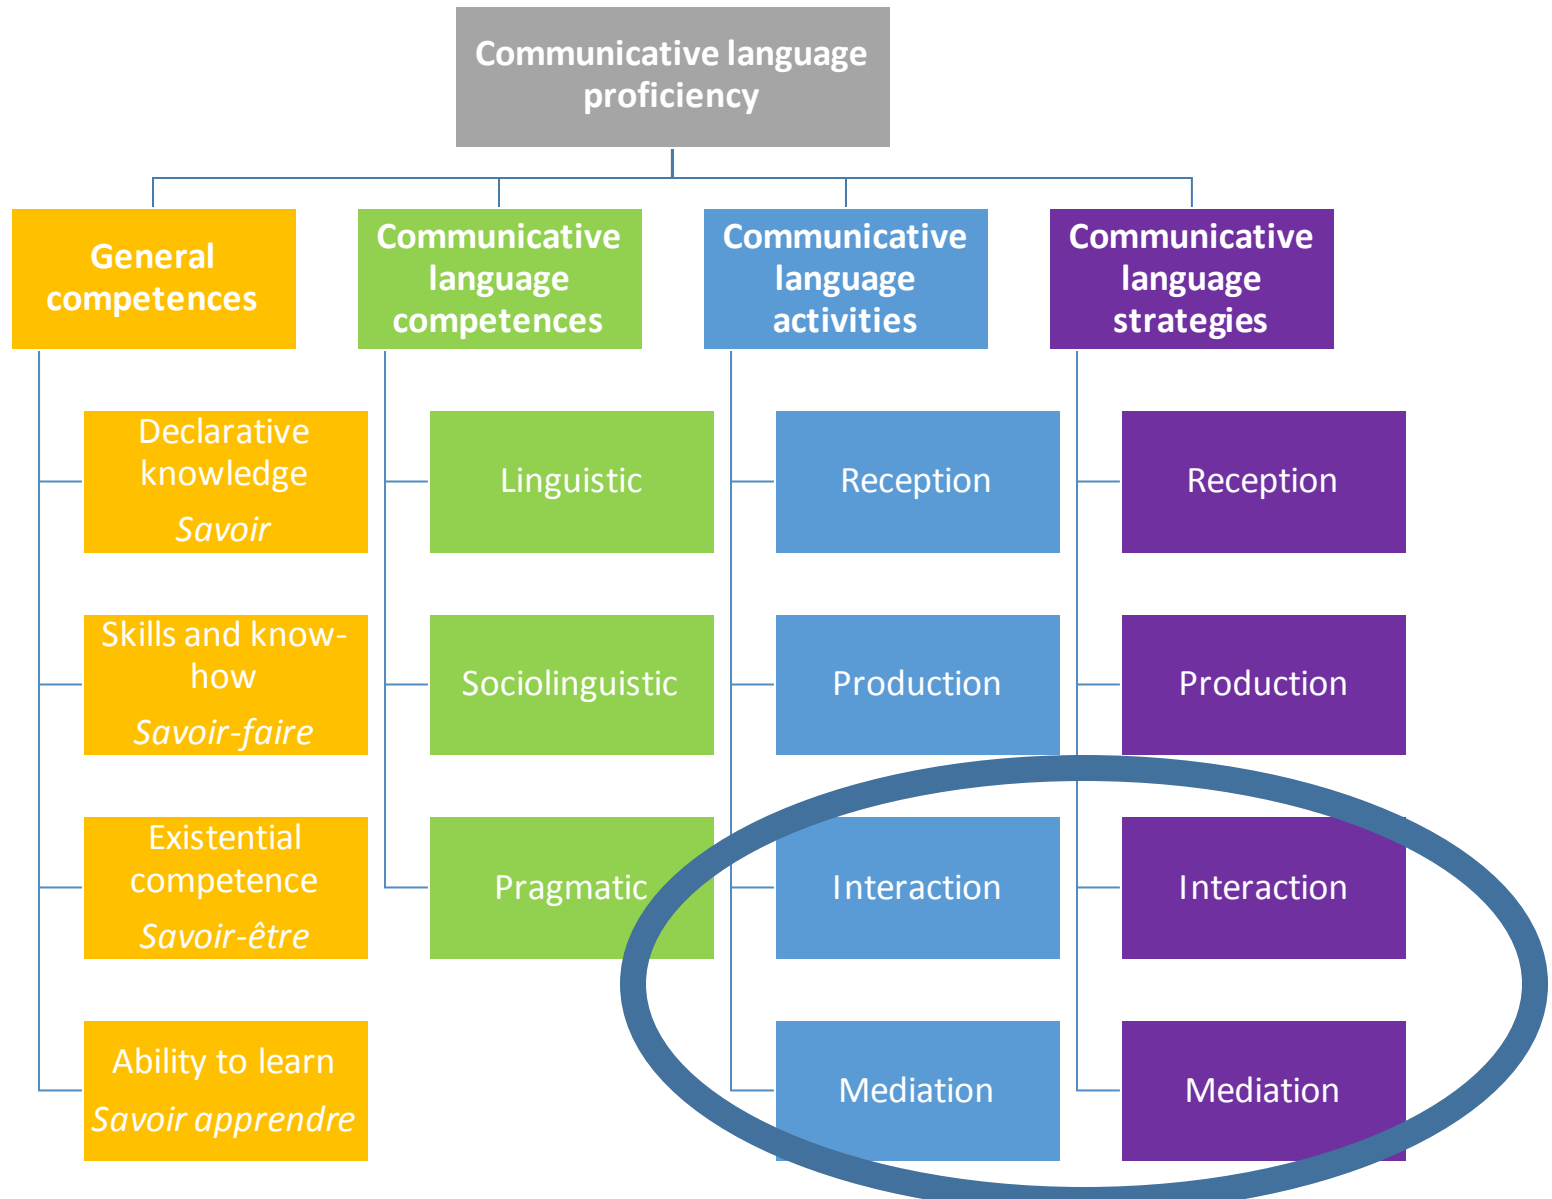 Communicative language
proficiency
General
competences
Communicative
language
competences
Communicative
language
activities
Communicative
language
strategies
Declarative
knowledge
Savoir
Linguistic
Reception
Reception
Skills and know-
how
Savoir-faire
Sociolinguistic
Production
Production
Existential
competence
Savoir-être
Pragmatic
Interaction
Interaction
Ability to learn
Savoir apprendre
Mediation
Mediation